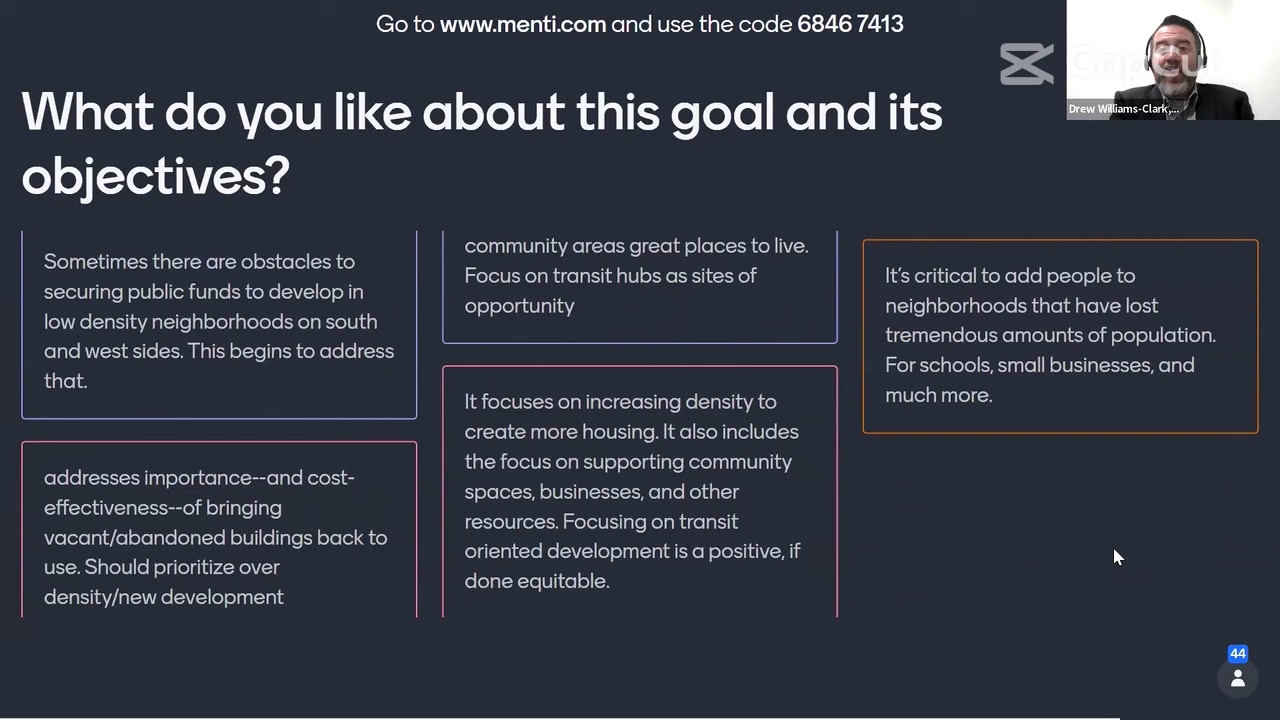 Go to www.menti.com and use the code 6846 7413
CapCut
Drew Williams-Clark,...
What do you like about this goal and its
objectives?
Sometimes there are obstacles to
securing public funds to develop in
low density neighborhoods on south
and west sides. This begins to address
that.
addresses importance--and cost-
effectiveness--of bringing
vacant/abandoned buildings back to
use. Should prioritize over
density/new development
community areas great places to live.
Focus on transit hubs as sites of
opportunity
It focuses on increasing density to
create more housing. It also includes
the focus on supporting community
spaces, businesses, and other
resources. Focusing on transit
oriented development is a positive, if
done equitable.
It's critical to add people to
neighborhoods that have lost
tremendous amounts of population.
For schools, small businesses, and
much more.
44